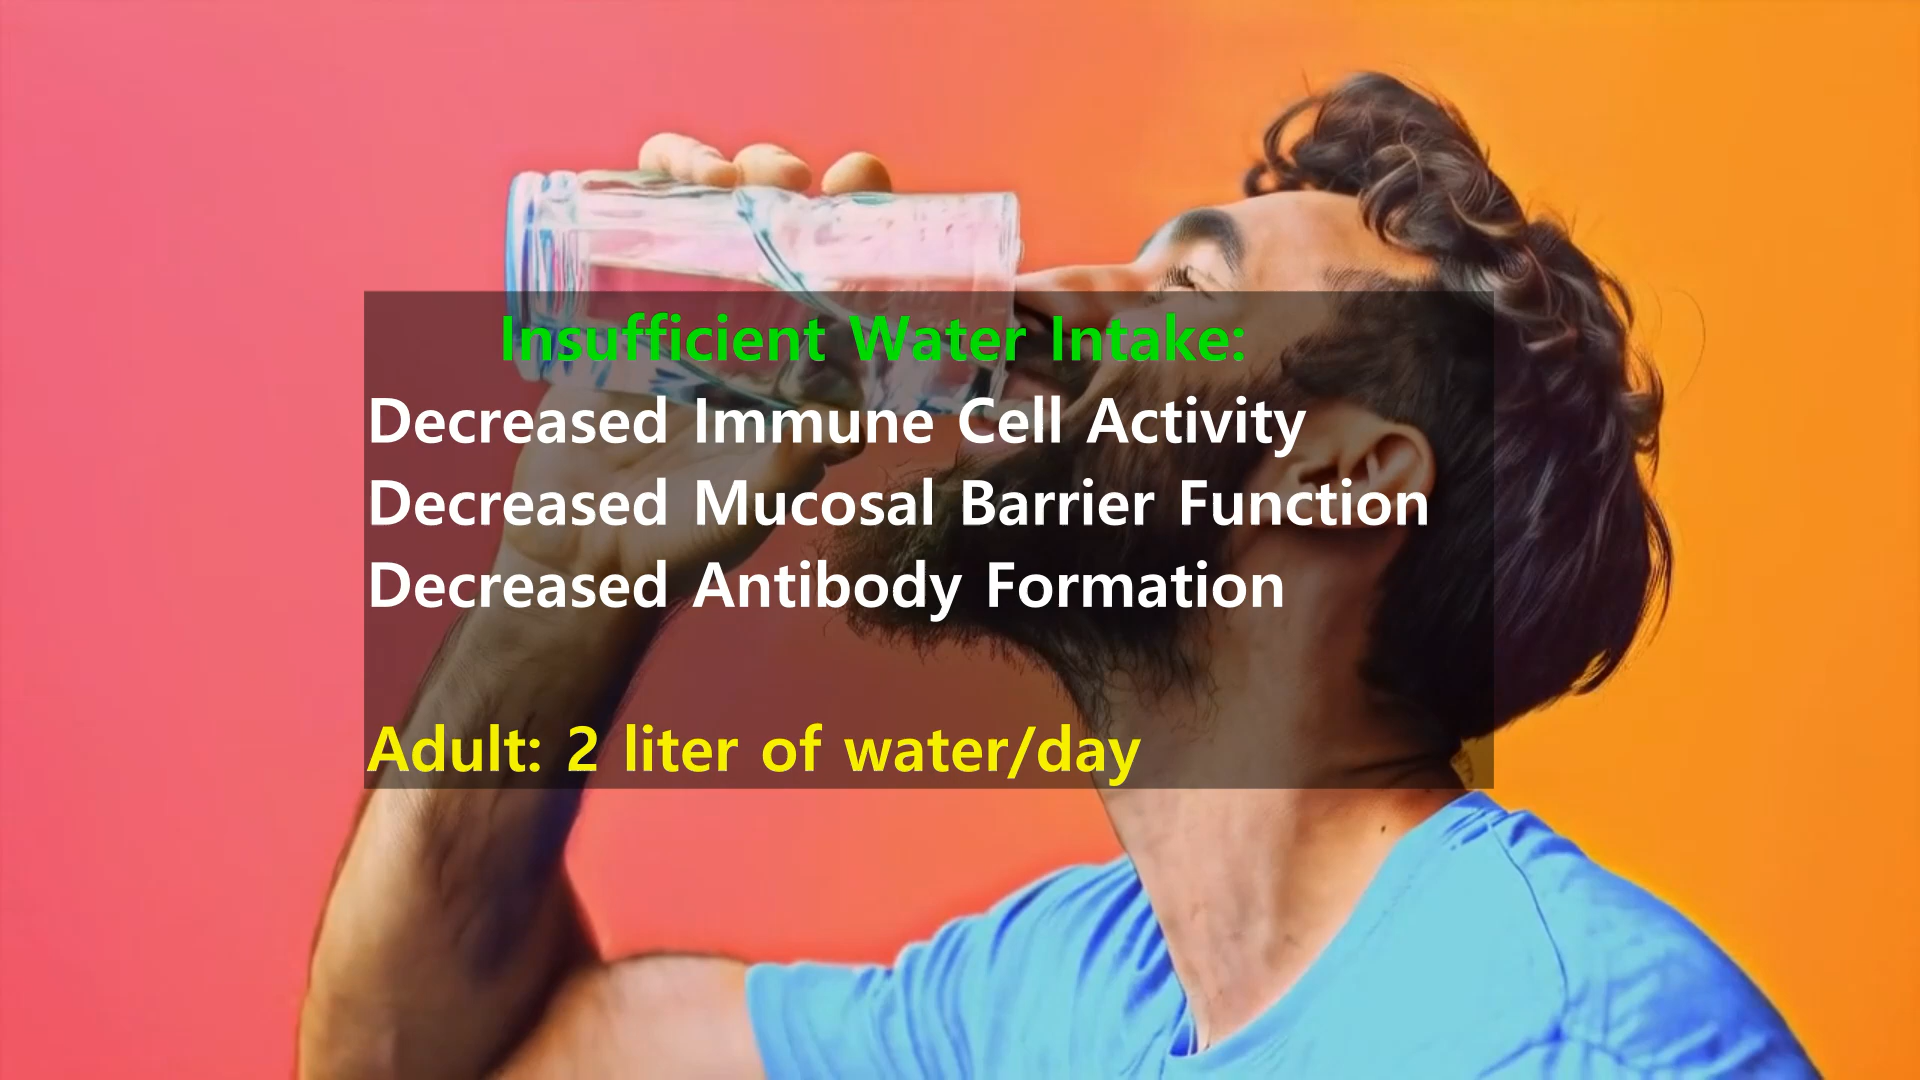 Insufficient Water Intake:
Decreased Immune Cell Activity
Decreased Mucosal Barrier Function
Decreased Antibody Formation
Adult: 2 liter of water/day